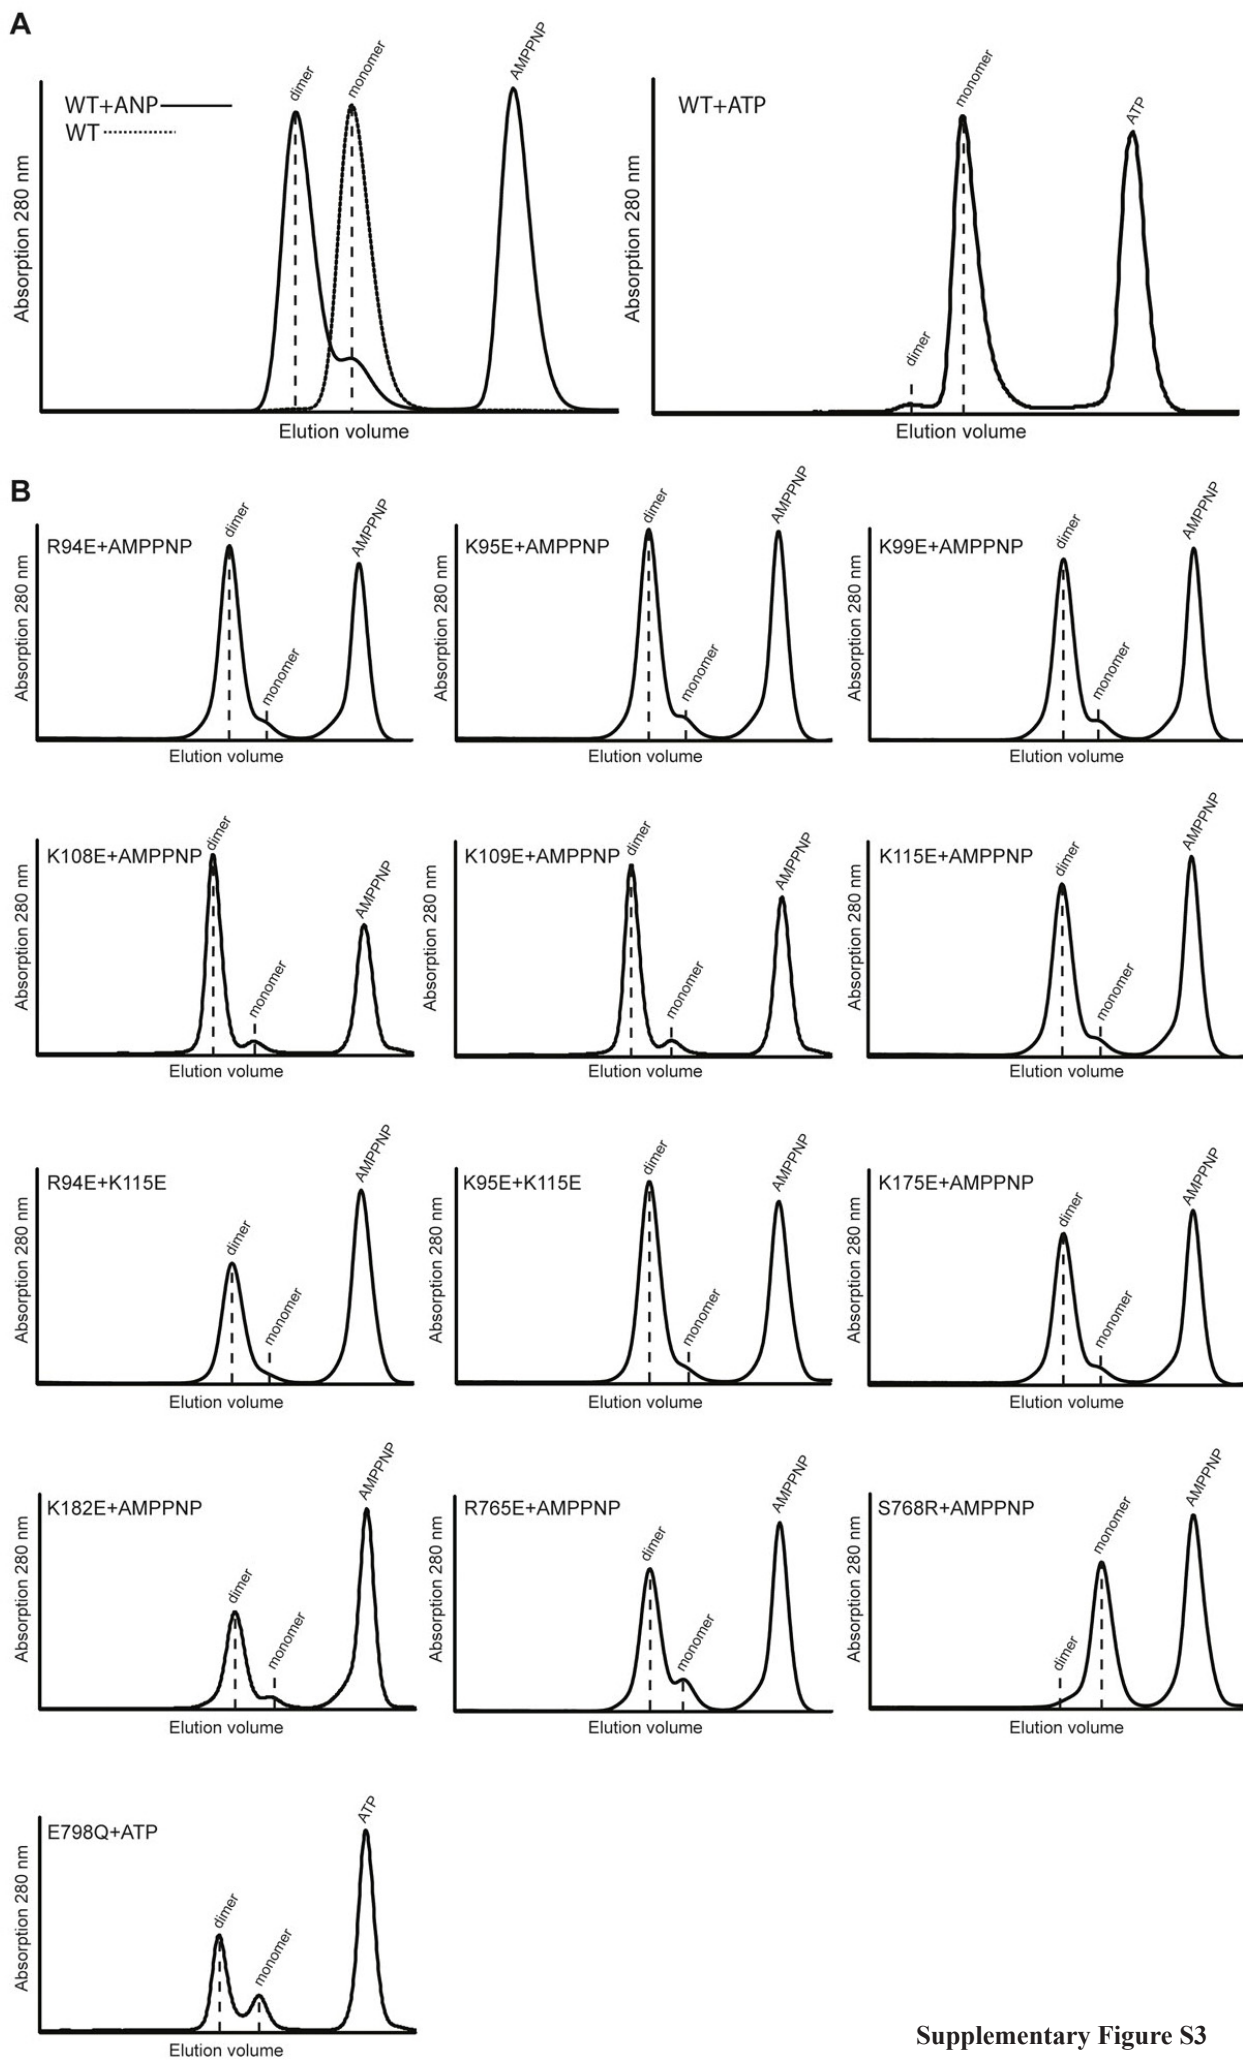 A
WT+ANP
WT
dimer
monomer
AMPPNP
Absorption 280 nm
Elution volume
WT+ATP
dimer
monomer
ATP
Absorption 280 nm
Elution volume
B
R94E+AMPPNP
dimer
monomer
AMPPNP
Absorption 280 nm
Elution volume
K95E+AMPPNP
dimer
monomer
AMPPNP
Absorption 280 nm
Elution volume
K99E+AMPPNP
dimer
monomer
AMPPNP
Absorption 280 nm
Elution volume
K108E+AMPPNP
dimer
monomer
AMPPNP
Absorption 280 nm
Elution volume
K109E+AMPPNP
dimer
monomer
AMPPNP
Absorption 280 nm
Elution volume
K115E+AMPPNP
dimer
monomer
AMPPNP
Absorption 280 nm
Elution volume
R94E+K115E
dimer
monomer
AMPPNP
Absorption 280 nm
Elution volume
K95E+K115E
dimer
monomer
AMPPNP
Absorption 280 nm
Elution volume
K175E+AMPPNP
dimer
monomer
AMPPNP
Absorption 280 nm
Elution volume
K182E+AMPPNP
dimer
monomer
AMPPNP
Absorption 280 nm
Elution volume
R765E+AMPPNP
dimer
monomer
AMPPNP
Absorption 280 nm
Elution volume
S768R+AMPPNP
dimer
monomer
AMPPNP
Absorption 280 nm
Elution volume
E798Q+ATP
dimer
monomer
ATP
Absorption 280 nm
Elution volume
Supplementary Figure S3